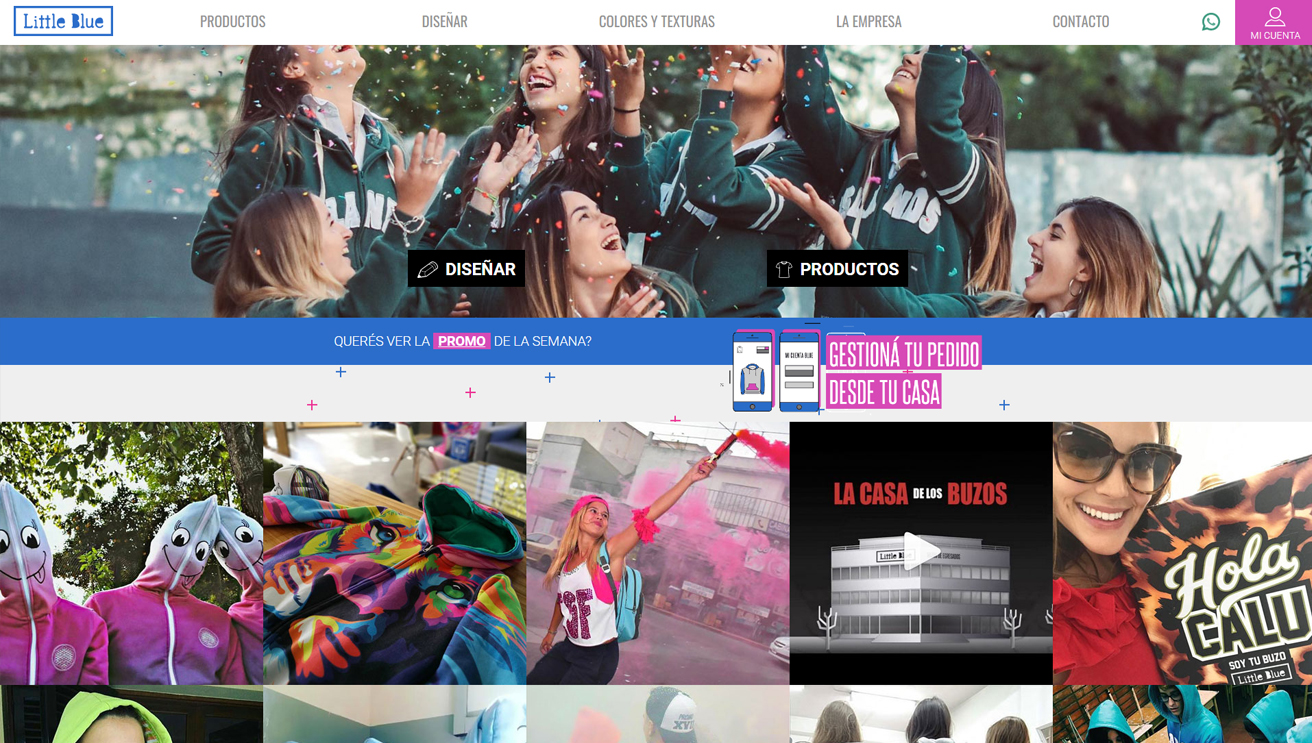 Little Blue
PRODUCTOS
DISEÑAR
COLORES Y TEXTURAS
LA EMPRESA
CONTACTO
MI CUENTA
DISEÑAR
PRODUCTOS
QUERÉS VER LA PROMO DE LA SEMANA?
MI CUENTA BLUE
GESTIONÁ TU PEDIDO
DESDE TU CASA
LA CASA DE LOS BUZOS
Little Blue
Hola
CALU
SOY TU BUZO
Little Blue